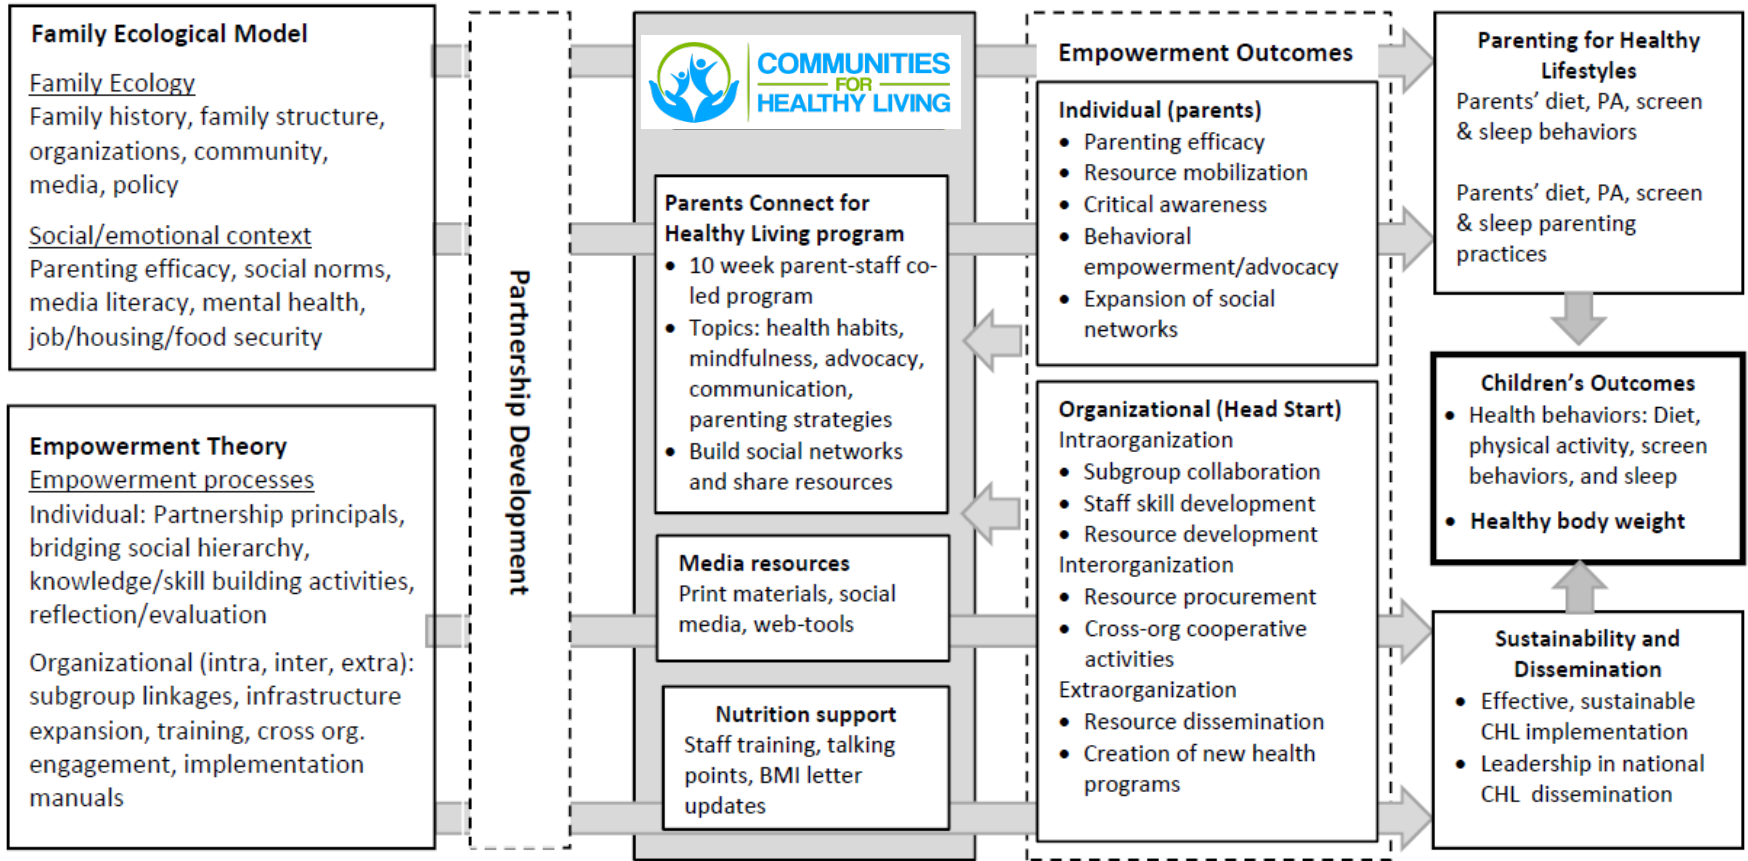 Family Ecological Model
Family Ecology
Family history, family structure,
organizations, community,
media, policy
Social/emotional context
Parenting efficacy, social norms,
media literacy, mental health,
job/housing/food security
Empowerment Theory
Empowerment processes
Individual: Partnership principals,
bridging social hierarchy,
knowledge/skill building activities,
reflection/evaluation
Organizational (intra, inter, extra):
subgroup linkages, infrastructure
expansion, training, cross org.
engagement, implementation
manuals
Partnership Development
COMMUNITIES
FOR
HEALTHY LIVING
Parents Connect for
Healthy Living program
• 10 week parent-staff co-
led program
• Topics: health habits,
mindfulness, advocacy,
communication,
parenting strategies
• Build social networks
and share resources
Media resources
Print materials, social
media, web-tools
Nutrition support
Staff training, talking
points, BMI letter
updates
Empowerment Outcomes
Individual (parents)
• Parenting efficacy
• Resource mobilization
• Critical awareness
• Behavioral
empowerment/advocacy
• Expansion of social
networks
Organizational (Head Start)
Intraorganization
• Subgroup collaboration
• Staff skill development
• Resource development
Interorganization
• Resource procurement
• Cross-org cooperative
activities
Extraorganization
• Resource dissemination
• Creation of new health
programs
Parenting for Healthy
Lifestyles
Parents’ diet, PA, screen
& sleep behaviors
Parents’ diet, PA, screen
& sleep parenting
practices
Children’s Outcomes
• Health behaviors: Diet,
physical activity, screen
behaviors, and sleep
• Healthy body weight
Sustainability and
Dissemination
• Effective, sustainable
CHL implementation
• Leadership in national
CHL dissemination